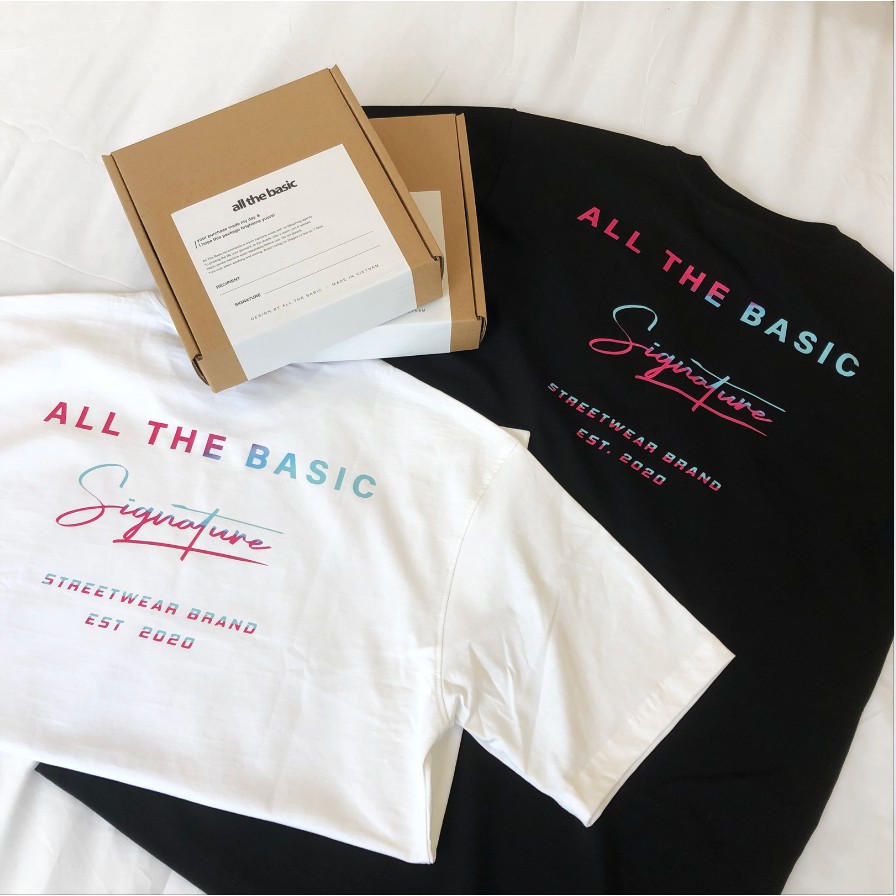 all the basic
your purchase made my day
I hope this package brightens yours!
RECIPIENT
SIGNATURE
DESIGN BY ALL THE BASIC - MADE IN VIETNAM
ALL THE BASIC
Signature
STREETWEAR BRAND
EST. 2020
ALL THE BASIC
Signature
STREETWEAR BRAND
EST 2020